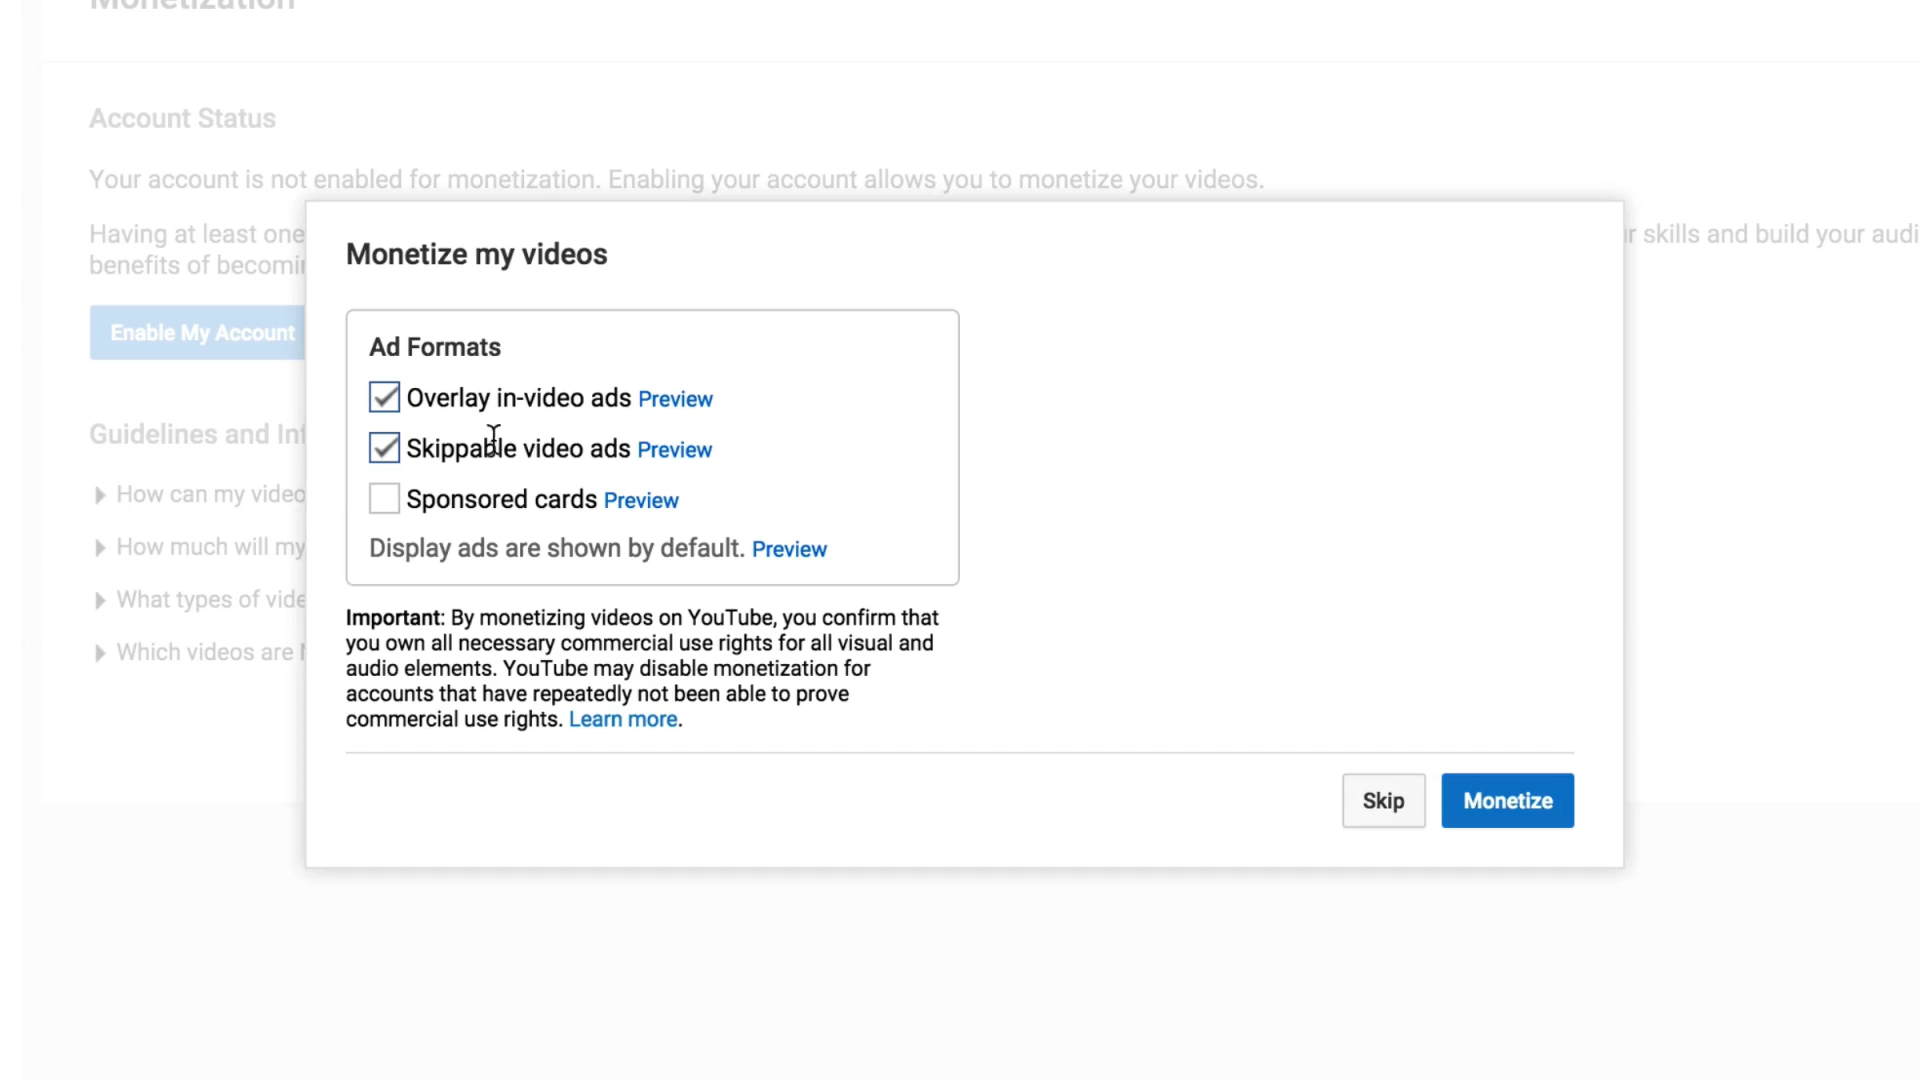 Monetization
Account Status
Your account is not enabled for monetization. Enabling your account allows you to monetize your videos.
Having at least one
r skills and build your audi
benefits of becomin
Monetize my videos
Enable My Account
Ad Formats
Overlay in-video ads Preview
Guidelines and Inf
Skippable video ads Preview
How can my video
Sponsored cards Preview
How much will my
Display ads are shown by default. Preview
What types of vide
Important: By monetizing videos on YouTube, you confirm that
you own all necessary commercial use rights for all visual and
Which videos are
audio elements. YouTube may disable monetization for
accounts that have repeatedly not been able to prove
commercial use rights. Learn more.
Skip
Monetize